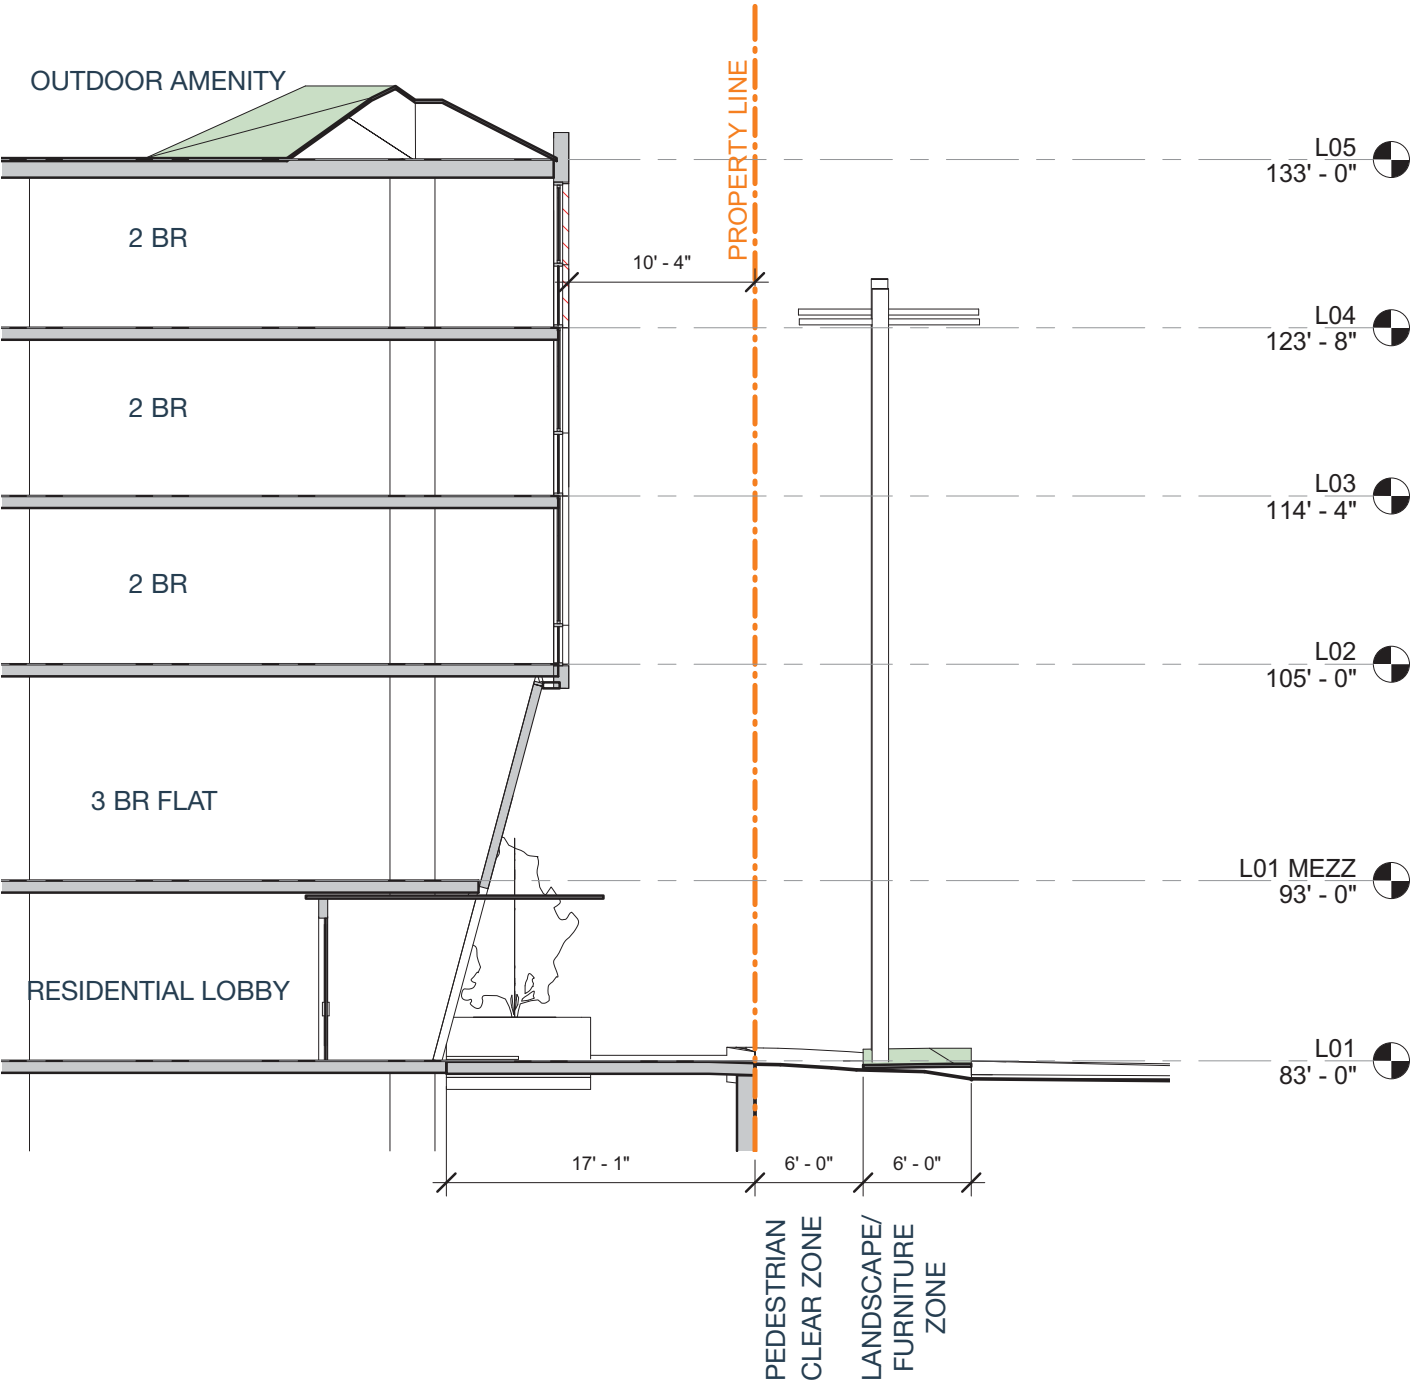 OUTDOOR AMENITY
PROPERTY LINE
L05
133' - 0"
2 BR
10' - 4"
L04
123' - 8"
2 BR
L03
114' - 4"
2 BR
L02
105' - 0"
3 BR FLAT
L01 MEZZ
93' - 0"
RESIDENTIAL LOBBY
L01
83' - 0"
17' - 1"
6' - 0"
6' - 0"
PEDESTRIAN
CLEAR ZONE
LANDSCAPE/
FURNITURE
ZONE